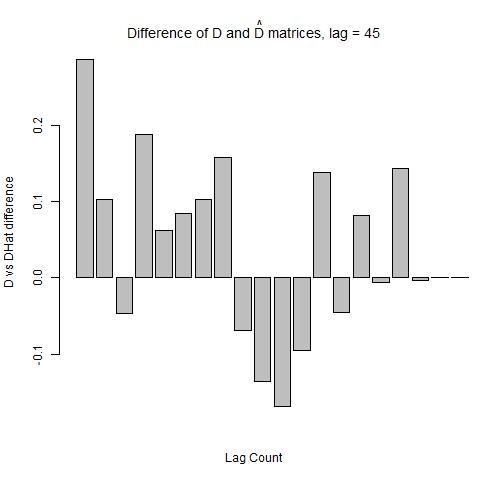 Difference of D and D̂ matrices, lag = 45
D vs DHat difference
0.2
0.1
0.0
-0.1
Lag Count